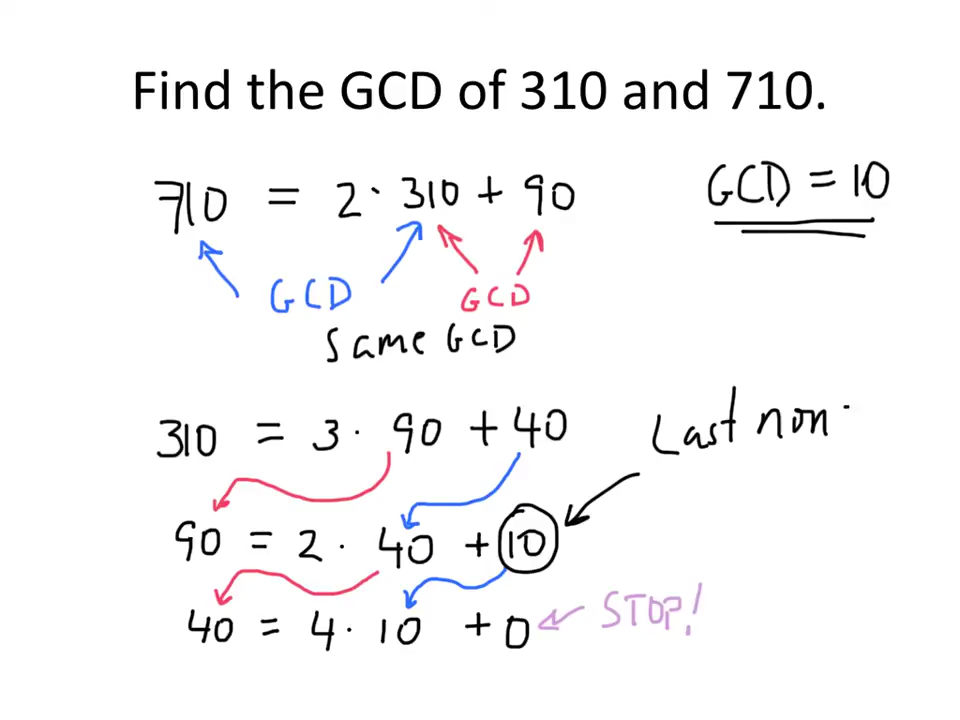 Find the GCD of 310 and 710.
710 = 2 · 310 + 90
GCD = 10
GCD GCD
same GCD
310 = 3 · 90 + 40
Last non-
90 = 2 · 40 + 10
40 = 4 · 10 + 0
STOP!